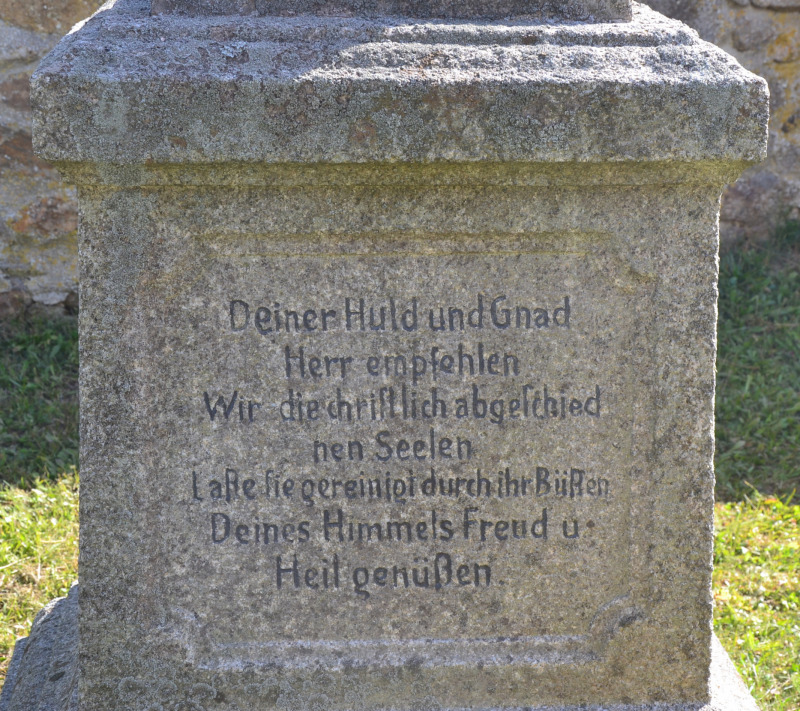 Deiner Huld und Gnad
Herr empfehlen
Wir die chriſtlich abgeſchied
nen Seelen
Laſſe ſie gereinigt durch ihr Büſſen
Deines Himmels Freud u.
Heil genüßen.